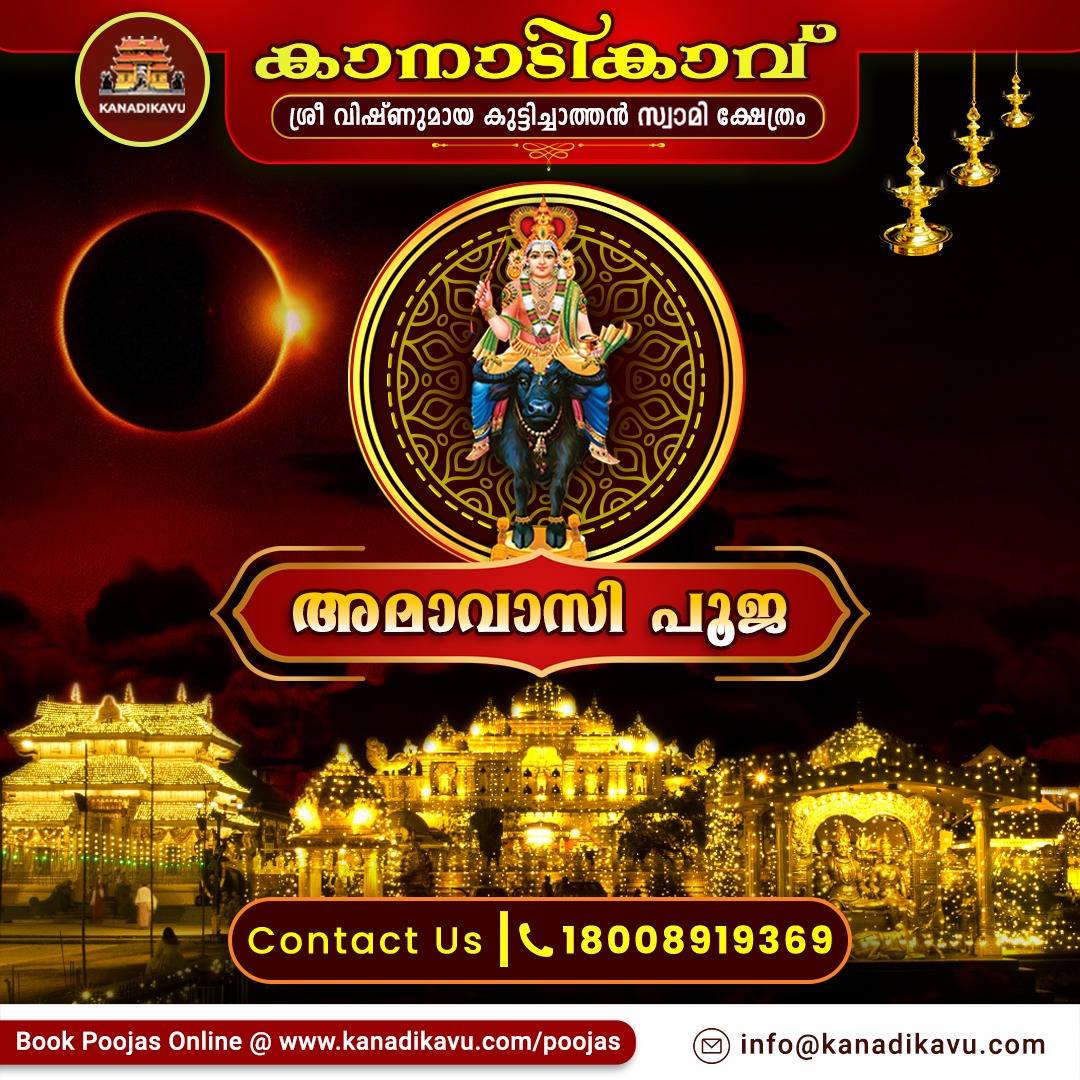 കാനാടികാവ്
KANADIKAVU
ശ്രീ വിഷ്ണുമായ കുട്ടിച്ചാത്തൻ സ്വാമി ക്ഷേത്രം
അമാവാസി പൂജ
Contact Us | 18008919369
Book Poojas Online @ www.kanadikavu.com/poojas
info@kanadikavu.com